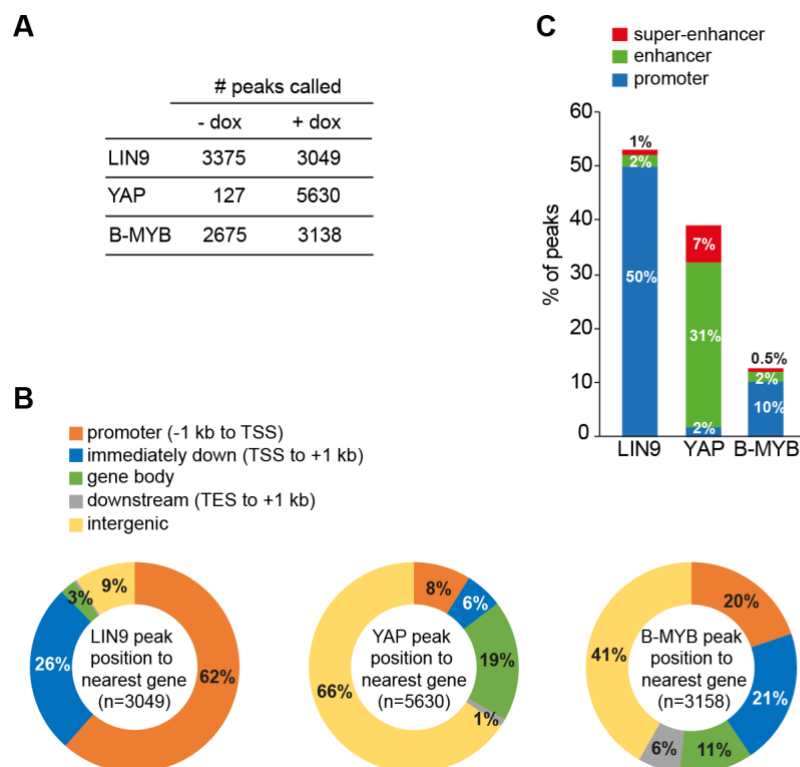 A
# peaks called
- dox + dox
LIN9 3375 3049
YAP 127 5630
B-MYB 2675 3138
C
super-enhancer
enhancer
promoter
% of peaks
60
50
40
30
20
10
0
1%
2%
50%
7%
31%
2%
0.5%
2%
10%
LIN9 YAP B-MYB
B
promoter (-1 kb to TSS)
immediately down (TSS to +1 kb)
gene body
downstream (TES to +1 kb)
intergenic
9%
3%
26%
62%
LIN9 peak
position to
nearest gene
(n=3049)
8%
6%
19%
1%
66%
YAP peak
position to
nearest gene
(n=5630)
20%
21%
11%
6%
41%
B-MYB peak
position to
nearest gene
(n=3158)